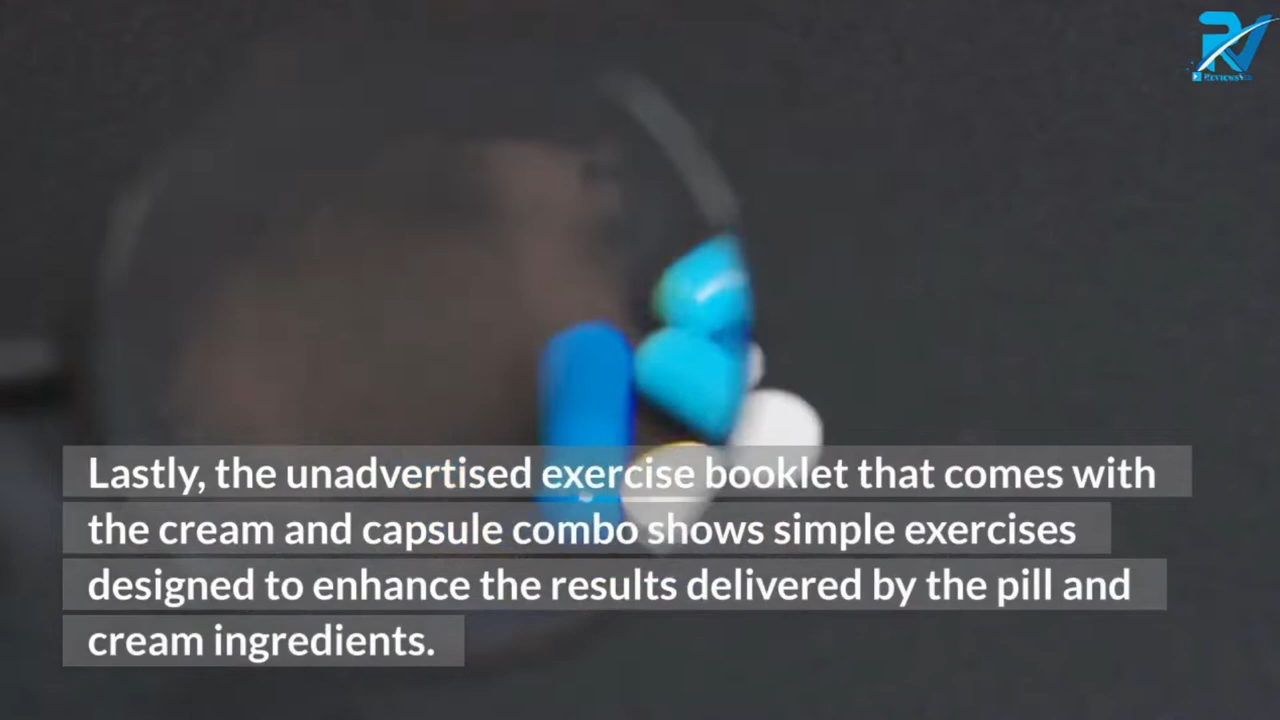 RV
Lastly, the unadvertised exercise booklet that comes with
the cream and capsule combo shows simple exercises
designed to enhance the results delivered by the pill and
cream ingredients.